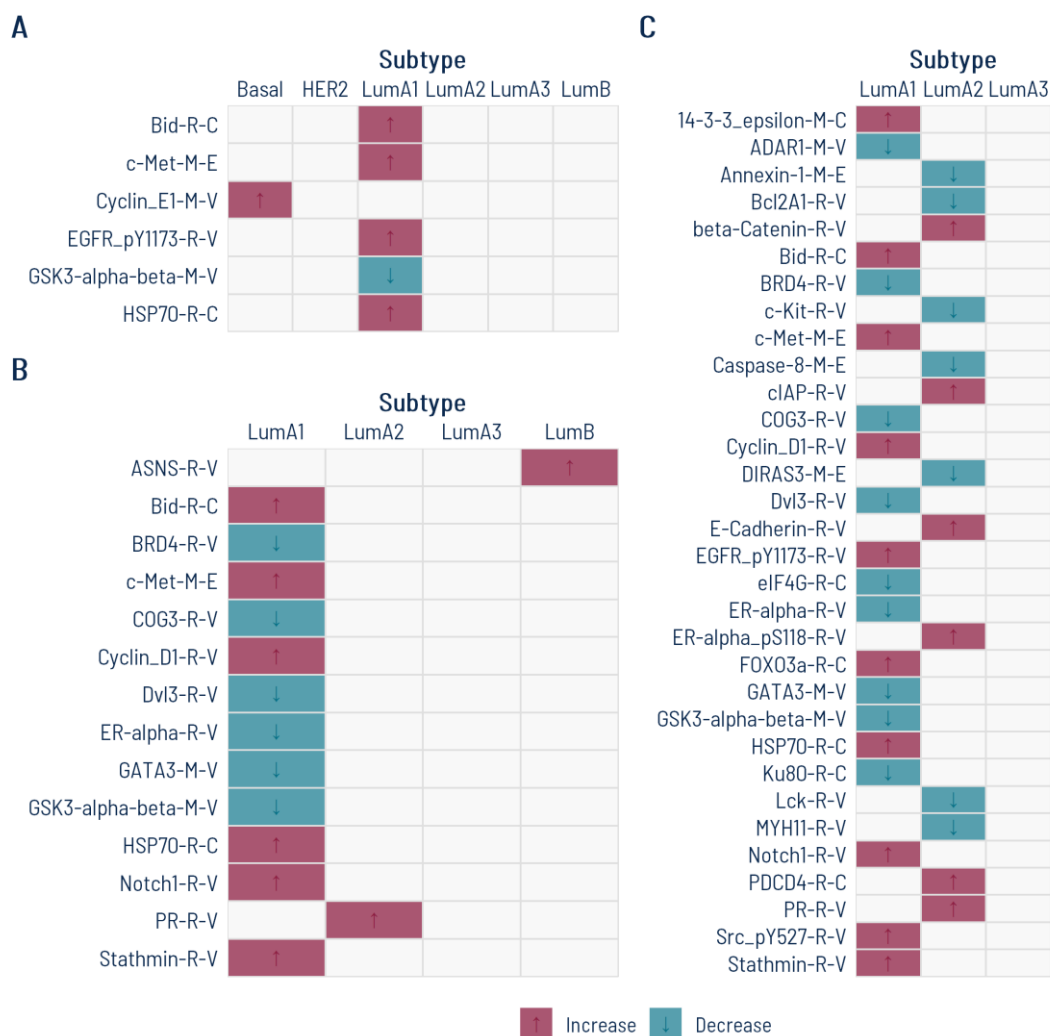 A
Subtype
Basal HER2 LumA1 LumA2 LumA3 LumB
Bid-R-C ↑
c-Met-M-E ↑
Cyclin_E1-M-V ↑
EGFR_pY1173-R-V ↑
GSK3-alpha-beta-M-V ↓
HSP70-R-C ↑
B
Subtype
LumA1 LumA2 LumA3 LumB
ASNS-R-V ↑
Bid-R-C ↑
BRD4-R-V ↓
c-Met-M-E ↑
COG3-R-V ↓
Cyclin_D1-R-V ↑
Dvl3-R-V ↓
ER-alpha-R-V ↓
GATA3-M-V ↓
GSK3-alpha-beta-M-V ↓
HSP70-R-C ↑
Notch1-R-V ↑
PR-R-V ↑
Stathmin-R-V ↑
C
Subtype
LumA1 LumA2 LumA3
14-3-3_epsilon-M-C ↑
ADAR1-M-V ↓
Annexin-1-M-E ↓
Bcl2A1-R-V ↓
beta-Catenin-R-V ↑
Bid-R-C ↑
BRD4-R-V ↓
c-Kit-R-V ↓
c-Met-M-E ↑
Caspase-8-M-E ↓
cIAP-R-V ↑
COG3-R-V ↓
Cyclin_D1-R-V ↑
DIRAS3-M-E ↓
Dvl3-R-V ↓
E-Cadherin-R-V ↑
EGFR_pY1173-R-V ↑
eIF4G-R-C ↓
ER-alpha-R-V ↓
ER-alpha_pS118-R-V ↑
FOXO3a-R-C ↑
GATA3-M-V ↓
GSK3-alpha-beta-M-V ↓
HSP70-R-C ↑
Ku80-R-C ↓
Lck-R-V ↓
MYH11-R-V ↓
Notch1-R-V ↑
PDCD4-R-C ↑
PR-R-V ↑
Src_pY527-R-V ↑
Stathmin-R-V ↑
↑ Increase ↓ Decrease